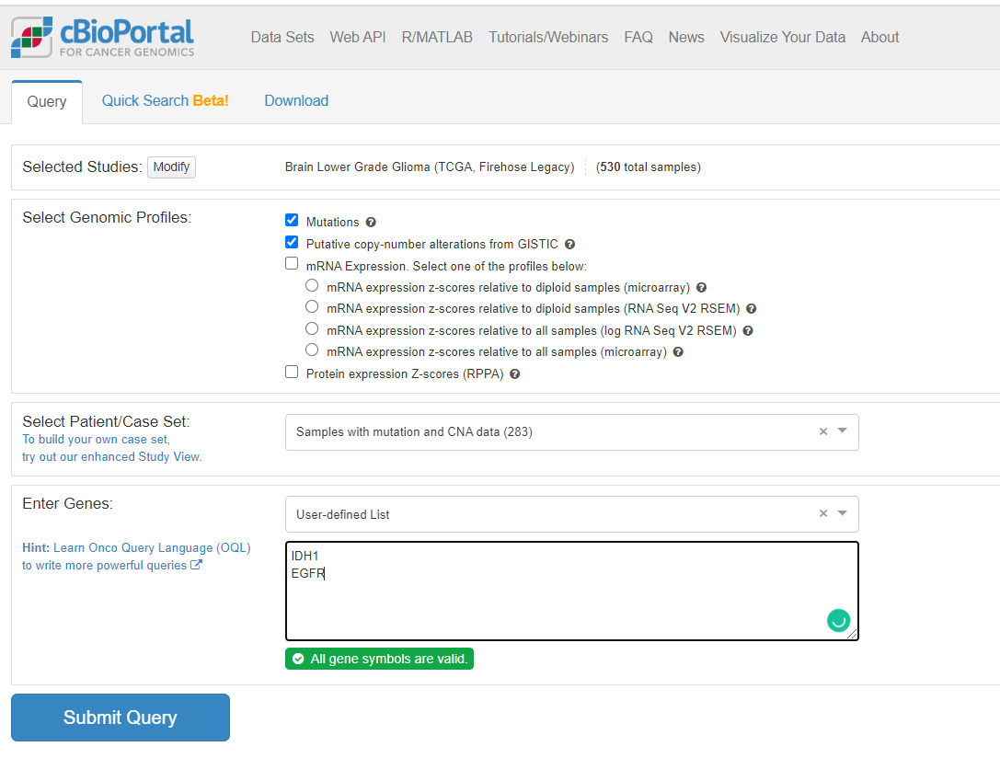 cBioPortal
FOR CANCER GENOMICS
Data Sets Web API R/MATLAB Tutorials/Webinars FAQ News Visualize Your Data About
Query Quick Search Beta! Download
Selected Studies: Modify Brain Lower Grade Glioma (TCGA, Firehose Legacy) (530 total samples)
Select Genomic Profiles:
Mutations
Putative copy-number alterations from GISTIC
mRNA Expression. Select one of the profiles below:
mRNA expression z-scores relative to diploid samples (microarray)
mRNA expression z-scores relative to diploid samples (RNA Seq V2 RSEM)
mRNA expression z-scores relative to all samples (log RNA Seq V2 RSEM)
mRNA expression z-scores relative to all samples (microarray)
Protein expression Z-scores (RPPA)
Select Patient/Case Set:
To build your own case set,
try out our enhanced Study View.
Samples with mutation and CNA data (283)
Enter Genes:
User-defined List
Hint: Learn Onco Query Language (OQL)
to write more powerful queries
IDH1
EGFR
All gene symbols are valid.
Submit Query